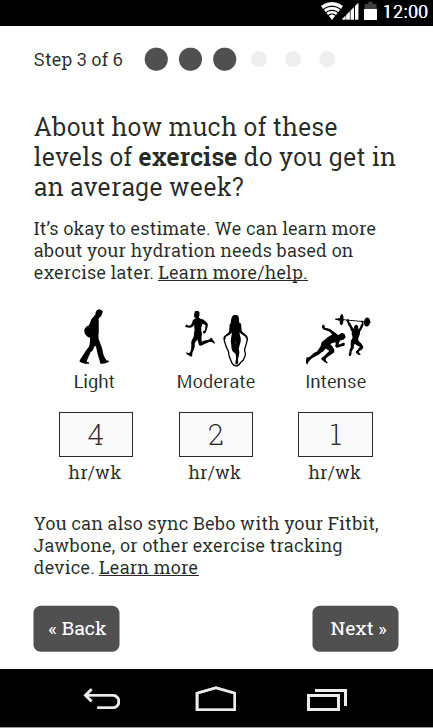 12:00
Step 3 of 6
About how much of these
levels of exercise do you get in
an average week?
It’s okay to estimate. We can learn more
about your hydration needs based on
exercise later. Learn more/help.
Light Moderate Intense
4 2 1
hr/wk hr/wk hr/wk
You can also sync Bebo with your Fitbit,
Jawbone, or other exercise tracking
device. Learn more
« Back Next »